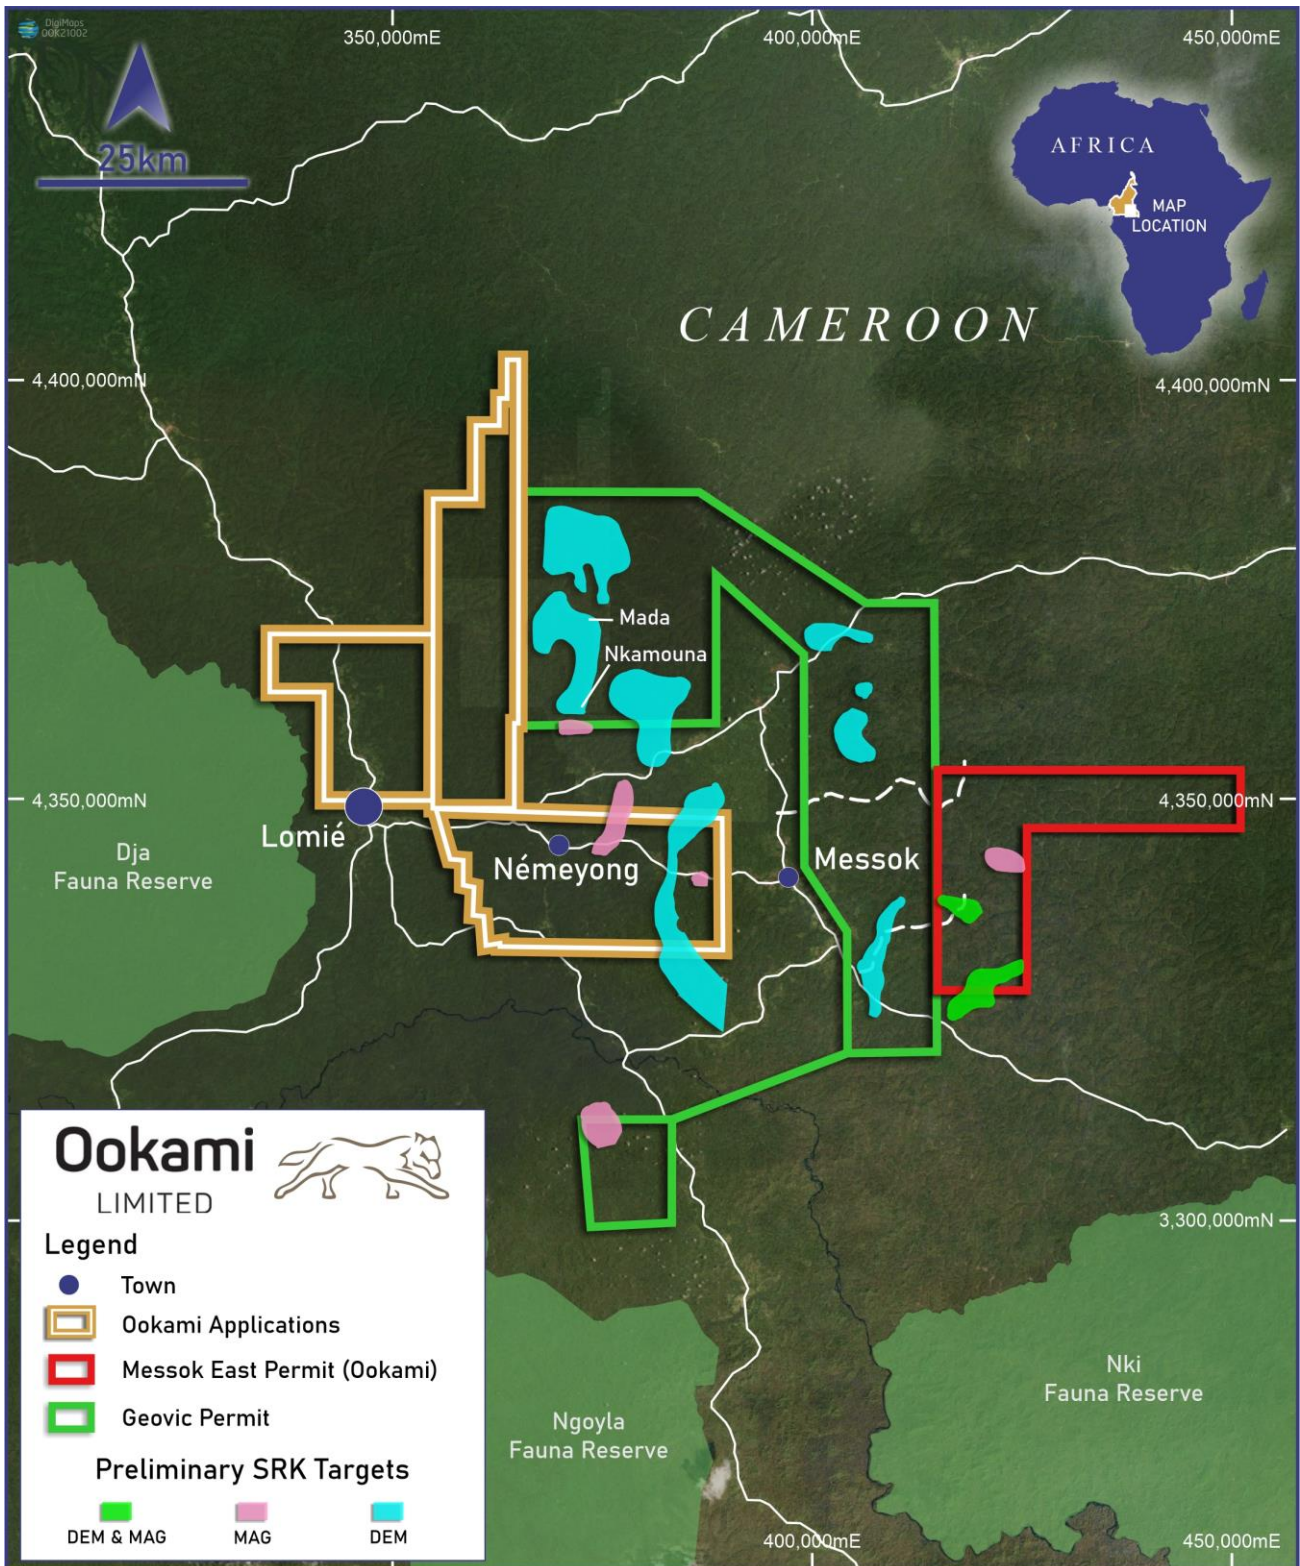 DigiMaps
OOK21002
350,000mE
400,000mE
450,000mE
25km
AFRICA
MAP
LOCATION
CAMEROON
4,400,000mN
4,400,000mN
Mada
Nkamouna
4,350,000mN
4,350,000mN
Lomié
Némeyong
Messok
Dja
Fauna Reserve
3,300,000mN
Nki
Fauna Reserve
Ngoyla
Fauna Reserve
400,000mE
450,000mE
Ookami
LIMITED
Legend
Town
Ookami Applications
Messok East Permit (Ookami)
Geovic Permit
Preliminary SRK Targets
DEM & MAG
MAG
DEM